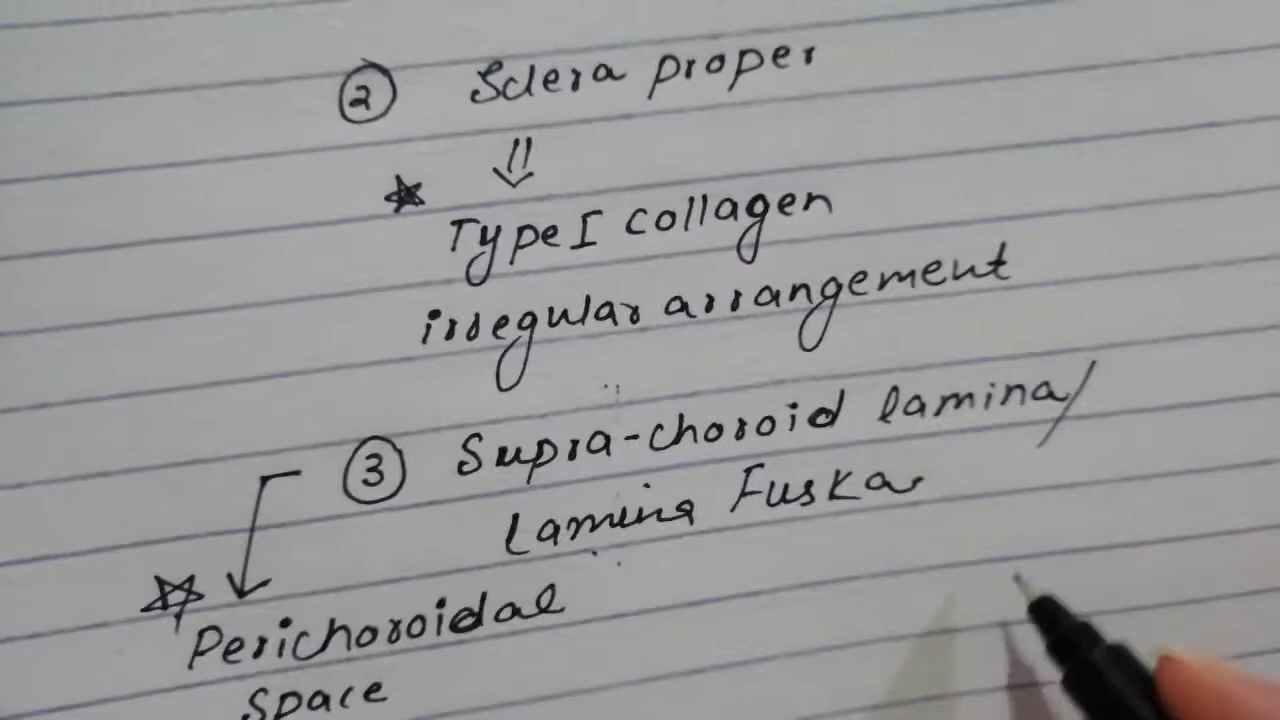 ② Sclera proper
⇓
★ Type I collagen
irregular arrangement
③ Supra-choroid lamina/
Lamina Fuska
☆ Perichoroidal
space